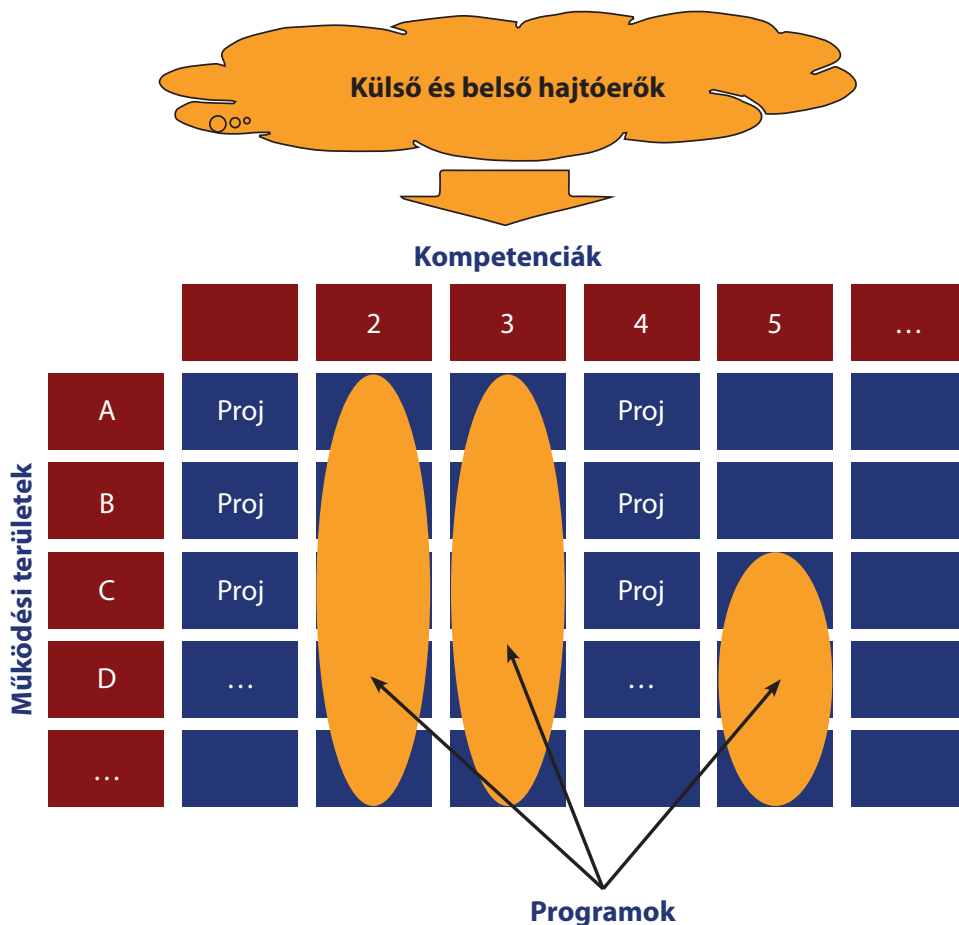 Külső és belső hajtóerők
Kompetenciák
2 3 4 5 ...
Működési területek
A Proj Proj
B Proj Proj
C Proj Proj
D ... ...
...
Programok